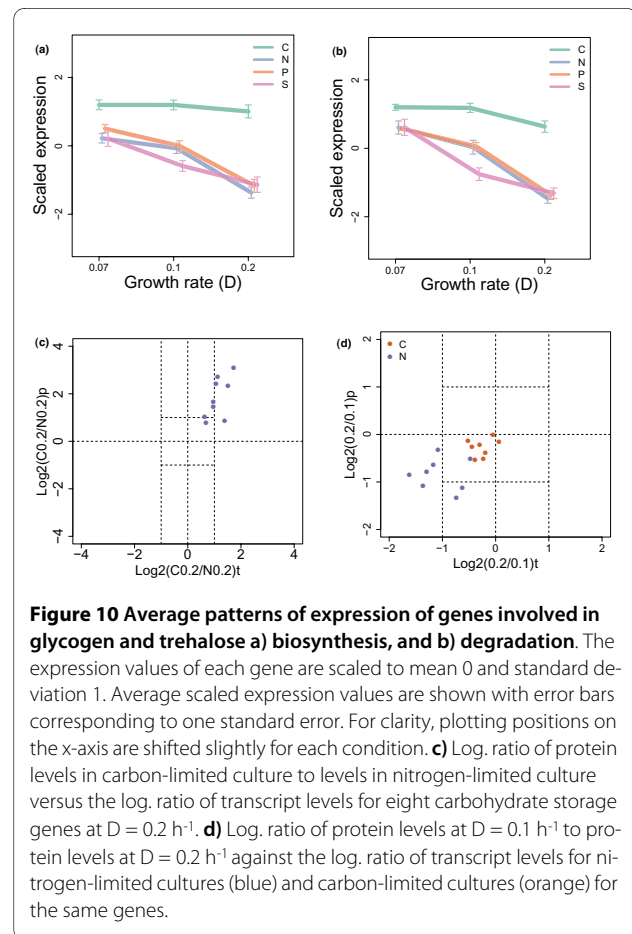 (a)
C
N
P
S
Scaled expression
2
0
−2
0.07
0.1
0.2
Growth rate (D)
(b)
C
N
P
S
Scaled expression
2
0
−2
0.07
0.1
0.2
Growth rate (D)
(c)
Log2(C0.2/N0.2)p
4
2
0
−2
−4
−4
−2
0
2
4
Log2(C0.2/N0.2)t
(d)
C
N
Log2(0.2/0.1)p
2
1
0
−1
−2
−2
−1
0
1
2
Log2(0.2/0.1)t
Figure 10 Average patterns of expression of genes involved in
glycogen and trehalose a) biosynthesis, and b) degradation. The
expression values of each gene are scaled to mean 0 and standard de-
viation 1. Average scaled expression values are shown with error bars
corresponding to one standard error. For clarity, plotting positions on
the x-axis are shifted slightly for each condition. c) Log. ratio of protein
levels in carbon-limited culture to levels in nitrogen-limited culture
versus the log. ratio of transcript levels for eight carbohydrate storage
genes at D = 0.2 h-1. d) Log. ratio of protein levels at D = 0.1 h-1 to pro-
tein levels at D = 0.2 h-1 against the log. ratio of transcript levels for ni-
trogen-limited cultures (blue) and carbon-limited cultures (orange) for
the same genes.